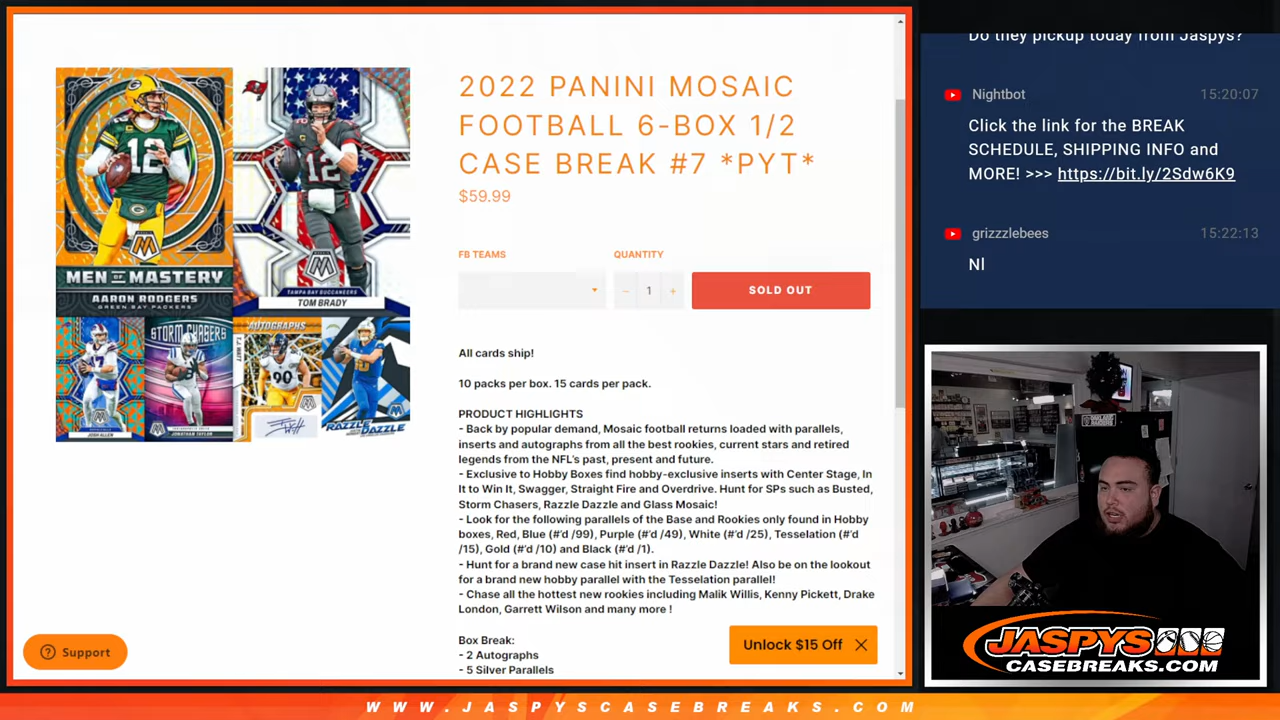 2022 PANINI MOSAIC
FOOTBALL 6-BOX 1/2
CASE BREAK #7 *PYT*
$59.99
FB TEAMS
QUANTITY
−
1
+
SOLD OUT
12
MEN OF MASTERY
AARON RODGERS
GREEN BAY PACKERS
12
TAMPA BAY BUCCANEERS
TOM BRADY
17
JOSH ALLEN
STORM CHASERS
JONATHAN TAYLOR
AUTOGRAPHS
T.J. WATT
90
RAZZLE DAZZLE
All cards ship!
10 packs per box. 15 cards per pack.
PRODUCT HIGHLIGHTS
- Back by popular demand, Mosaic football returns loaded with parallels,
inserts and autographs from all the best rookies, current stars and retired
legends from the NFL's past, present and future.
- Exclusive to Hobby Boxes find hobby-exclusive inserts with Center Stage, In
It to Win It, Swagger, Straight Fire and Overdrive. Hunt for SPs such as Busted,
Storm Chasers, Razzle Dazzle and Glass Mosaic!
- Look for the following parallels of the Base and Rookies only found in Hobby
boxes, Red, Blue (#'d /99), Purple (#'d /49), White (#'d /25), Tesselation (#'d
/15), Gold (#'d /10) and Black (#'d /1).
- Hunt for a brand new case hit insert in Razzle Dazzle! Also be on the lookout
for a brand new hobby parallel with the Tesselation parallel!
- Chase all the hottest new rookies including Malik Willis, Kenny Pickett, Drake
London, Garrett Wilson and many more !
Box Break:
- 2 Autographs
- 5 Silver Parallels
Support
Unlock $15 Off
Do they pickup today from Jaspys?
Nightbot
15:20:07
Click the link for the BREAK
SCHEDULE, SHIPPING INFO and
MORE! >>> https://bit.ly/2Sdw6K9
grizzzlebees
15:22:13
Nl
JASPYS
CASEBREAKS.COM
WWW.JASPYSCASEBREAKS.COM